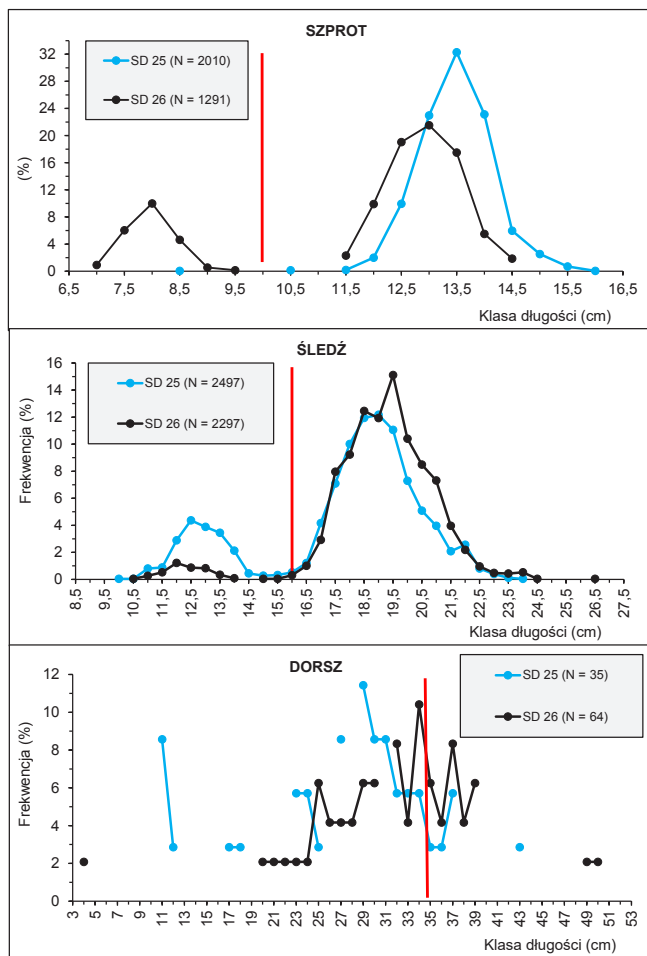 SZPROT
SD 25 (N = 2010)
SD 26 (N = 1291)
(%)
32
28
24
20
16
12
8
4
0
6,5 7,5 8,5 9,5 10,5 11,5 12,5 13,5 14,5 15,5 16,5
Klasa długości (cm)
ŚLEDŹ
SD 25 (N = 2497)
SD 26 (N = 2297)
Frekwencja (%)
16
14
12
10
8
6
4
2
0
8,5 9,5 10,5 11,5 12,5 13,5 14,5 15,5 16,5 17,5 18,5 19,5 20,5 21,5 22,5 23,5 24,5 25,5 26,5 27,5
Klasa długości (cm)
DORSZ
SD 25 (N = 35)
SD 26 (N = 64)
Frekwencja (%)
12
10
8
6
4
2
0
3 5 7 9 11 13 15 17 19 21 23 25 27 29 31 33 35 37 39 41 43 45 47 49 51 53
Klasa długości (cm)